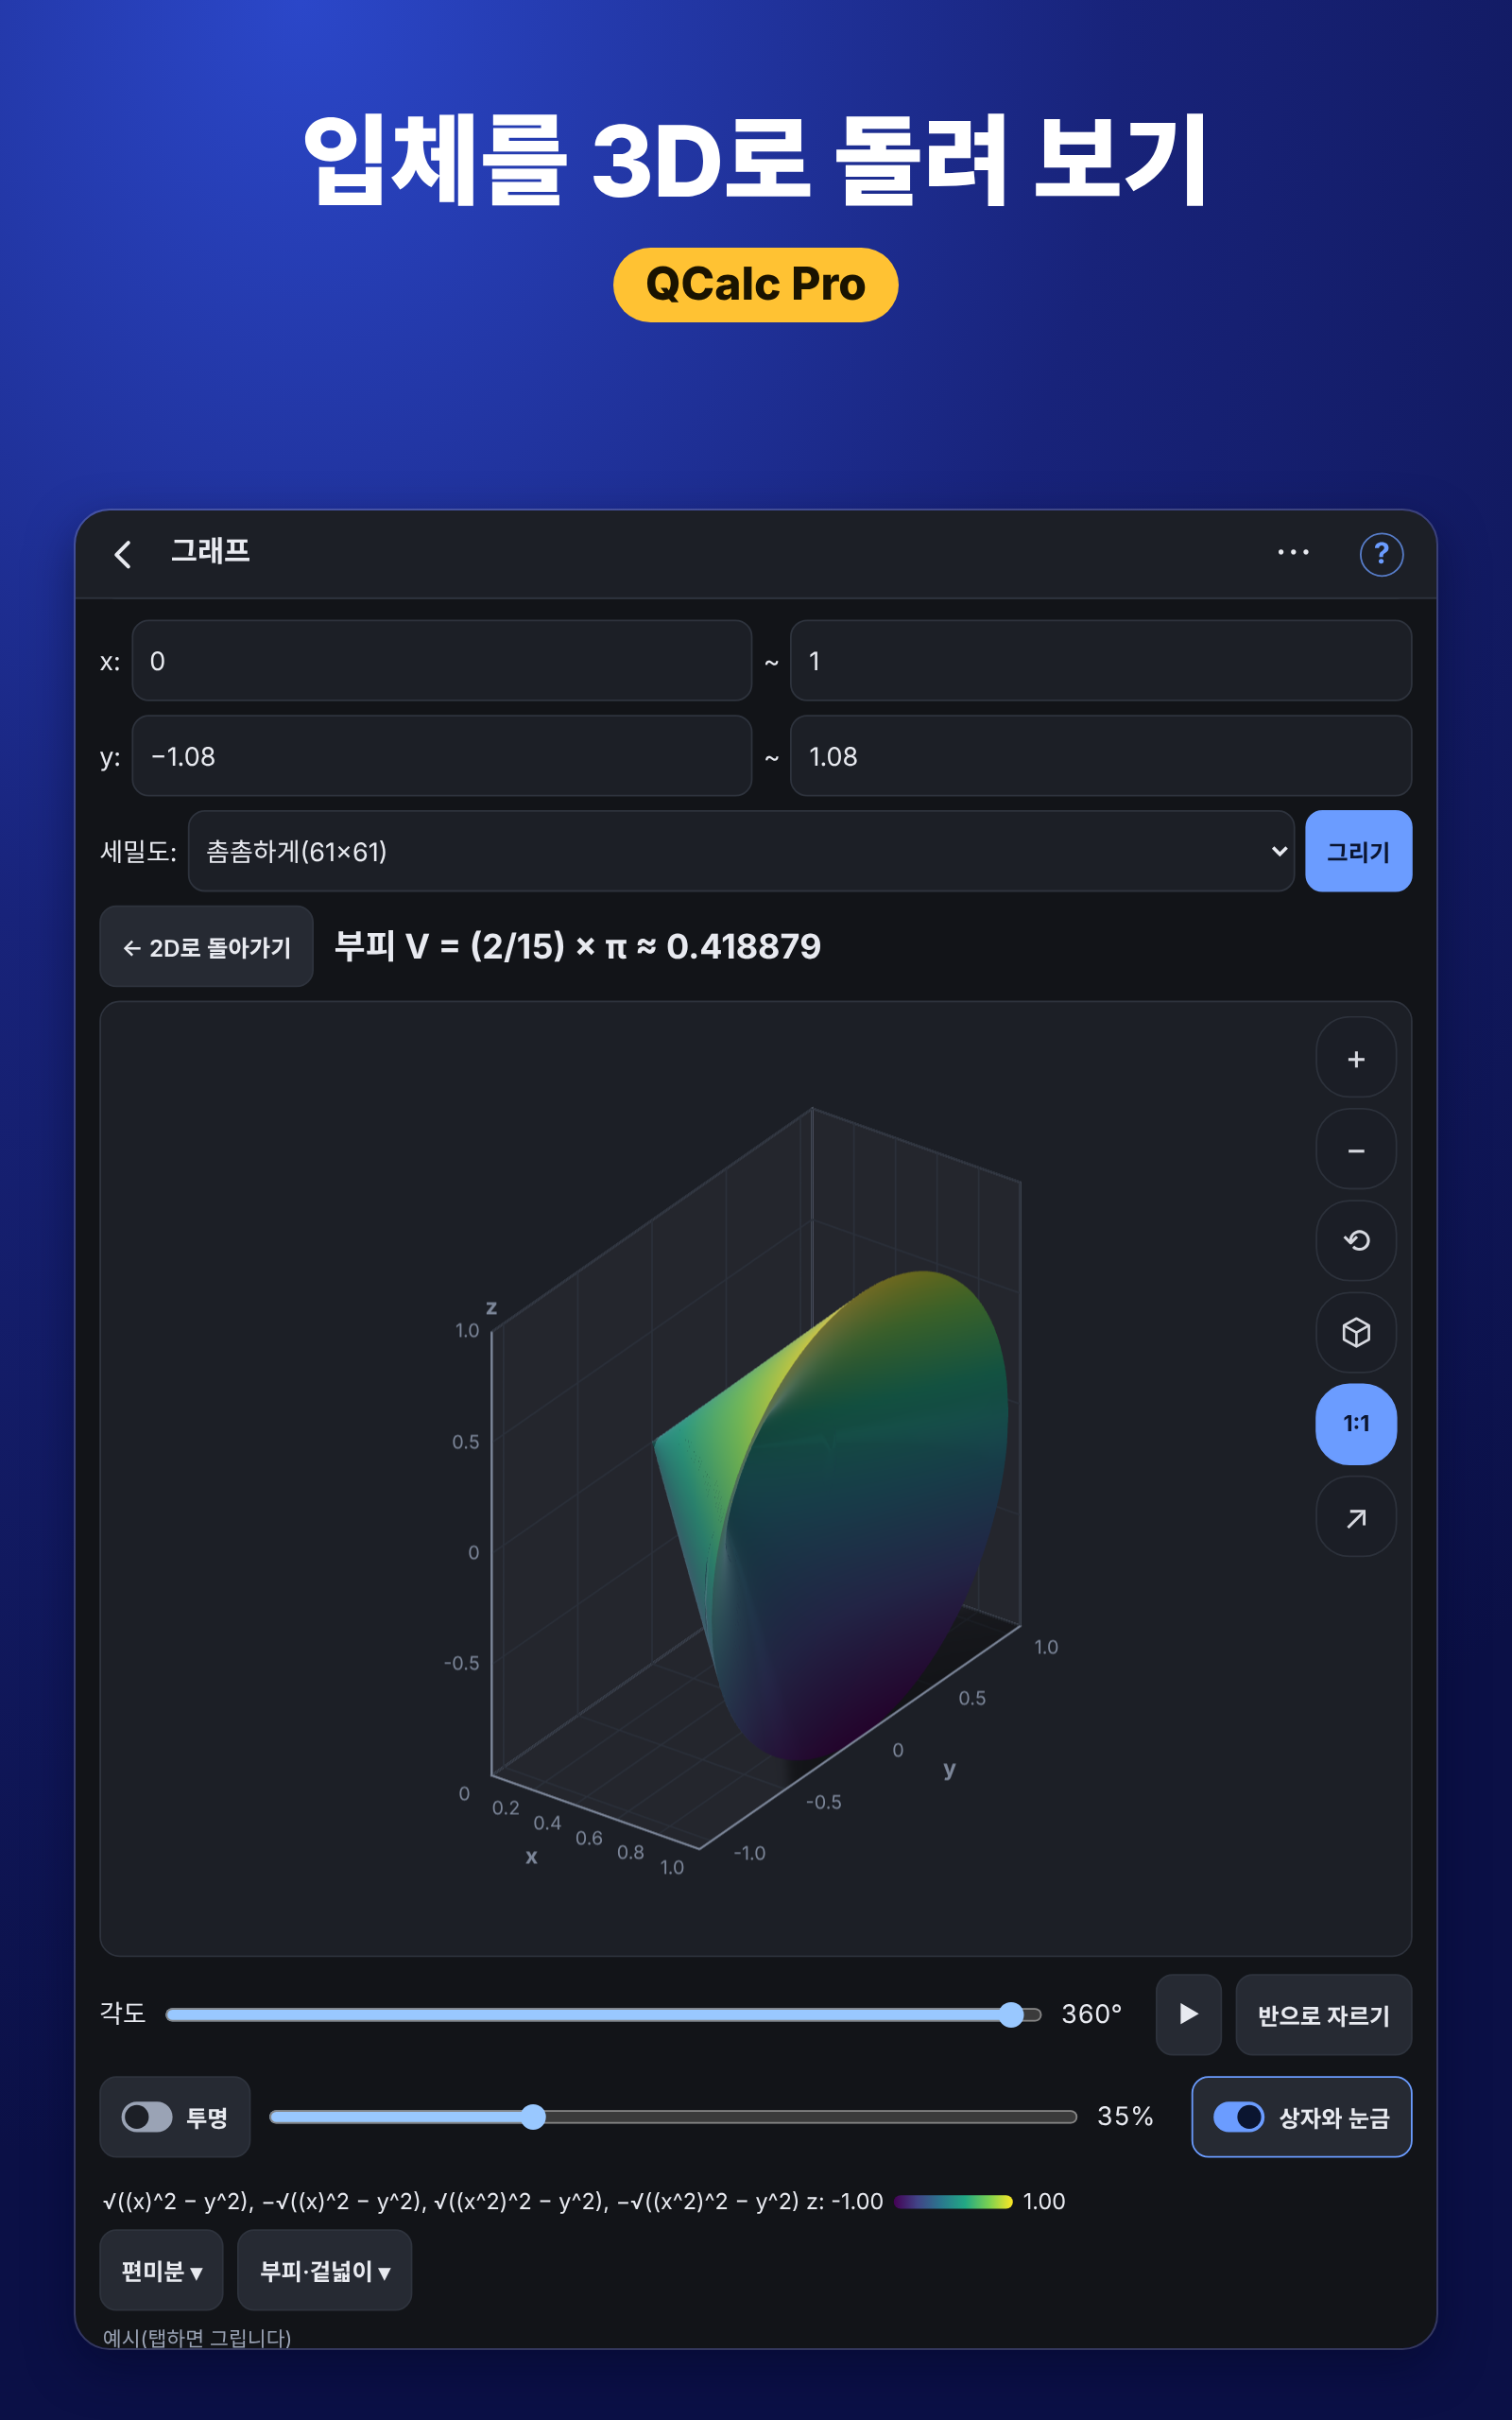 입체를 3D로 돌려 보기
QCalc Pro
그래프 ... ?
x: 0 ~ 1
y: −1.08 ~ 1.08
세밀도: 촘촘하게(61×61) 그리기
← 2D로 돌아가기 부피 V = (2/15) × π ≈ 0.418879
+
−
1:1
z
1.0
0.5
0
-0.5
0 0.2 0.4 0.6 0.8 1.0
x
-1.0 -0.5 0 0.5 1.0
y
각도 360° 반으로 자르기
투명 35% 상자와 눈금
√((x)^2 − y^2), −√((x)^2 − y^2), √((x^2)^2 − y^2), −√((x^2)^2 − y^2) z: -1.00 1.00
편미분 ▾ 부피·겉넓이 ▾
예시(탭하면 그립니다)